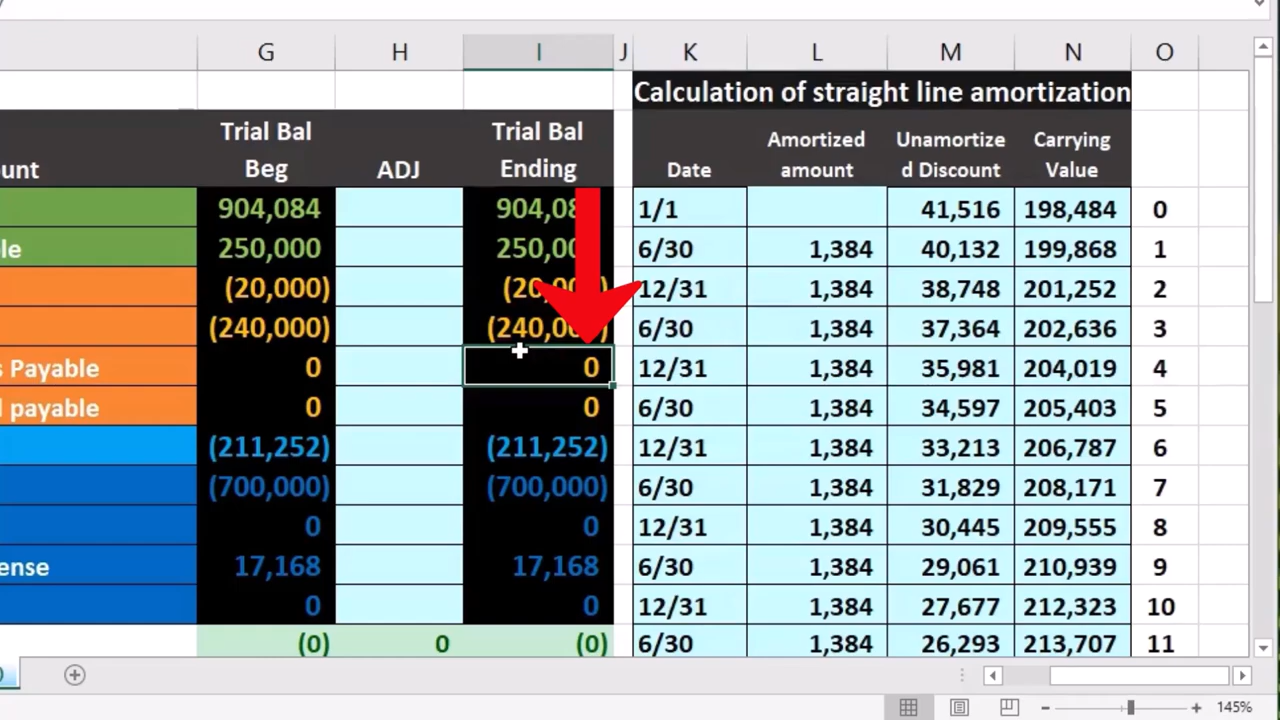 G H I J K L M N O
Calculation of straight line amortization
Trial Bal Trial Bal Amortized Unamortize Carrying
unt Beg ADJ Ending Date amount d Discount Value
904,084 1/1 41,516 198,484 0
le 250,000 6/30 1,384 40,132 199,868 1
(20,000) 12/31 1,384 38,748 201,252 2
(240,000) 6/30 1,384 37,364 202,636 3
s Payable 0 0 12/31 1,384 35,981 204,019 4
l payable 0 0 6/30 1,384 34,597 205,403 5
(211,252) (211,252) 12/31 1,384 33,213 206,787 6
(700,000) (700,000) 6/30 1,384 31,829 208,171 7
0 0 12/31 1,384 30,445 209,555 8
ense 17,168 17,168 6/30 1,384 29,061 210,939 9
0 0 12/31 1,384 27,677 212,323 10
(0) 0 (0) 6/30 1,384 26,293 213,707 11
145%